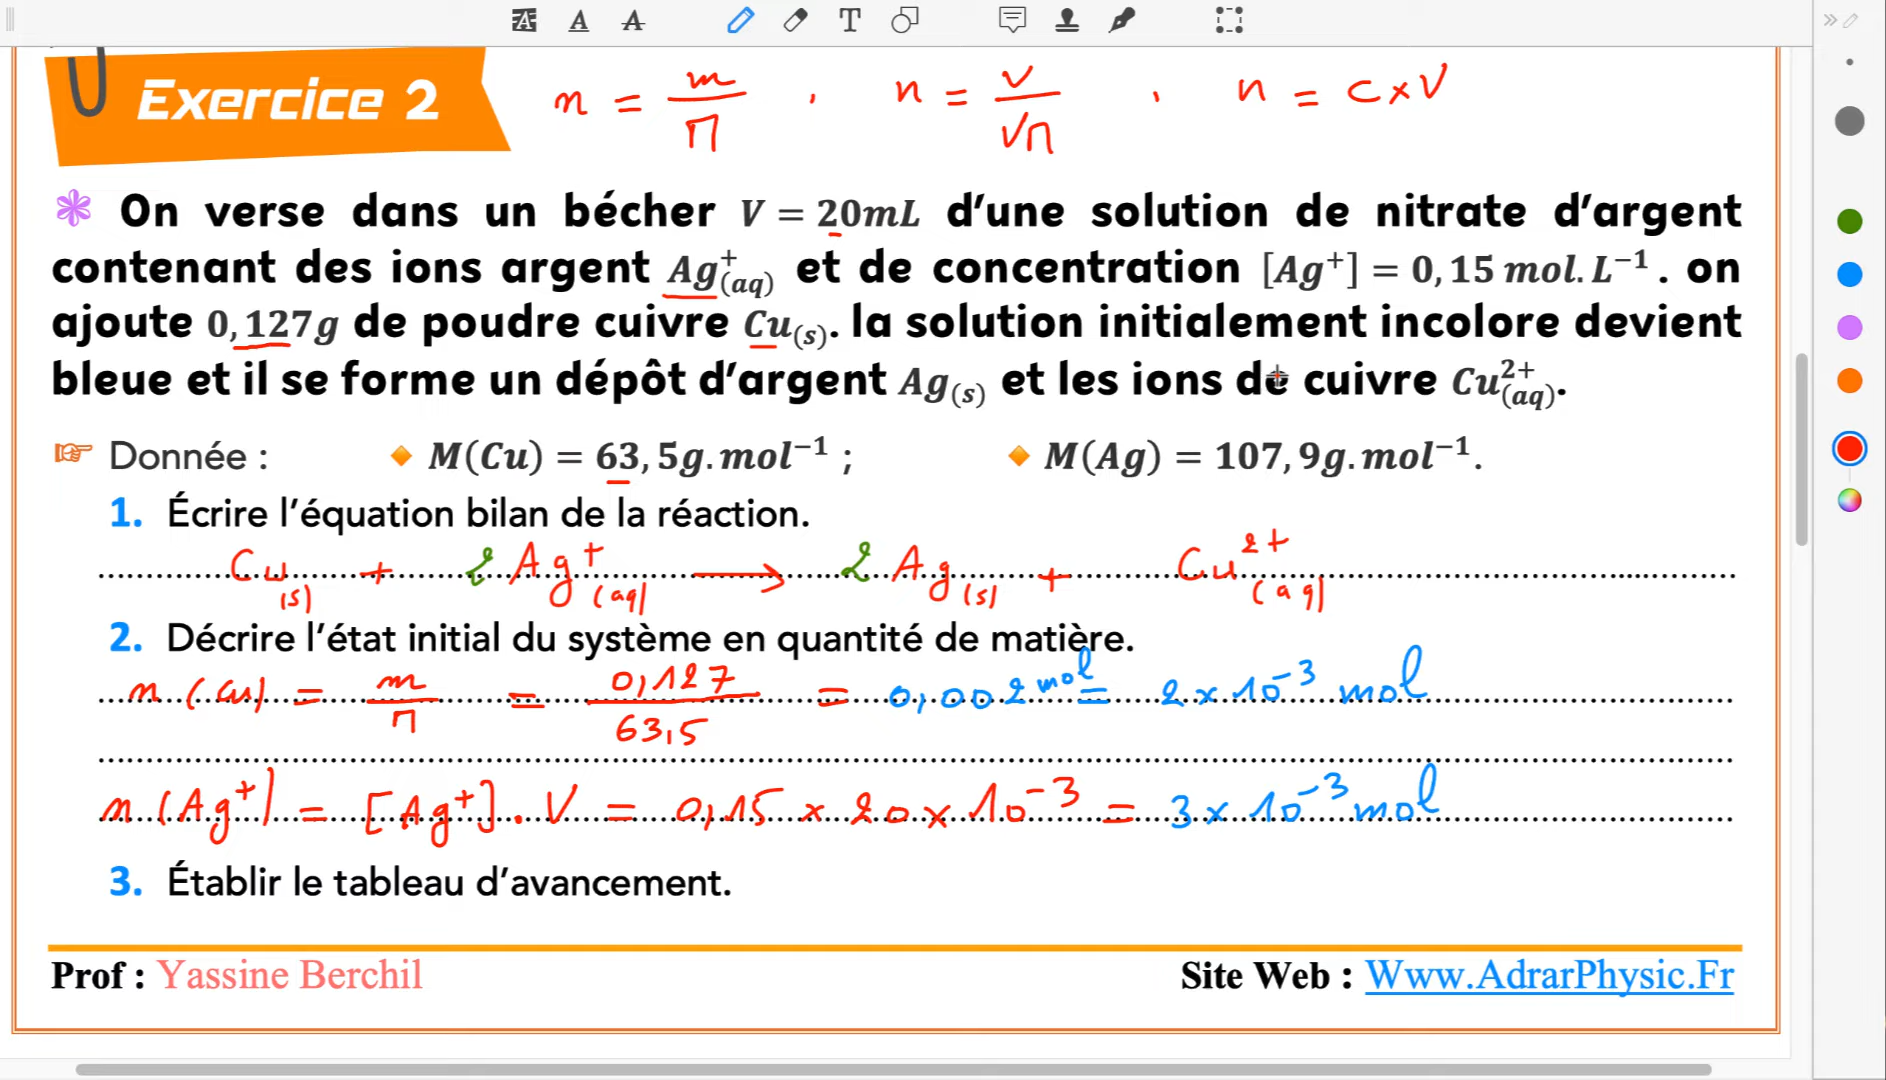 Exercice 2
n = m/M , n = V/VM , n = C×V
On verse dans un bécher V = 20mL d'une solution de nitrate d'argent
contenant des ions argent Ag⁺(aq) et de concentration [Ag⁺] = 0, 15 mol. L⁻¹ . on
ajoute 0, 127g de poudre cuivre Cu(s). la solution initialement incolore devient
bleue et il se forme un dépôt d'argent Ag(s) et les ions de cuivre Cu²⁺(aq).
Donnée : M(Cu) = 63, 5g. mol⁻¹ ; M(Ag) = 107, 9g. mol⁻¹.
1. Écrire l'équation bilan de la réaction.
Cu(s) + 2 Ag⁺(aq) → 2 Ag(s) + Cu²⁺(aq)
2. Décrire l'état initial du système en quantité de matière.
n (Cu) = m/M = 0,127/63,5 = 0,002 mol = 2 × 10⁻³ mol
n (Ag⁺) = [Ag⁺] . V = 0,15 × 20 × 10⁻³ = 3 × 10⁻³ mol
3. Établir le tableau d'avancement.
Prof : Yassine Berchil Site Web : Www.AdrarPhysic.Fr